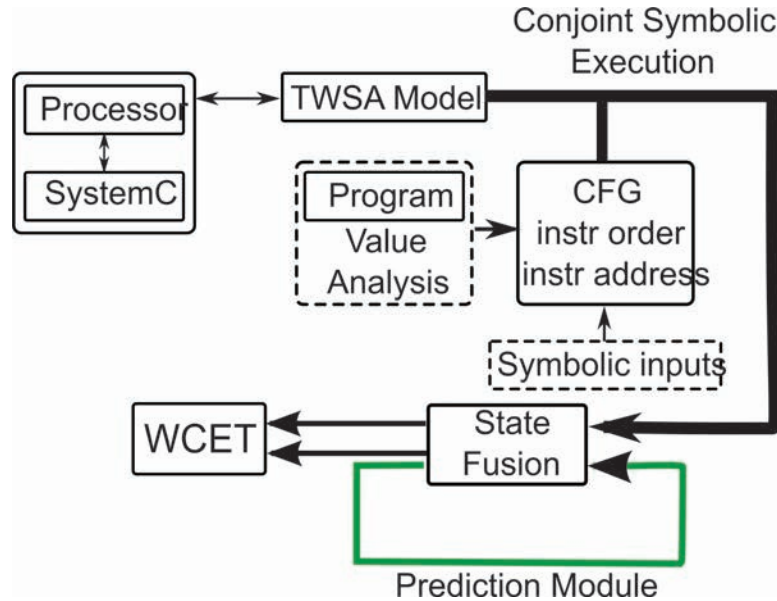 Conjoint Symbolic
Execution
Processor
SystemC
TWSA Model
Program
Value
Analysis
CFG
instr order
instr address
Symbolic inputs
WCET
State
Fusion
Prediction Module